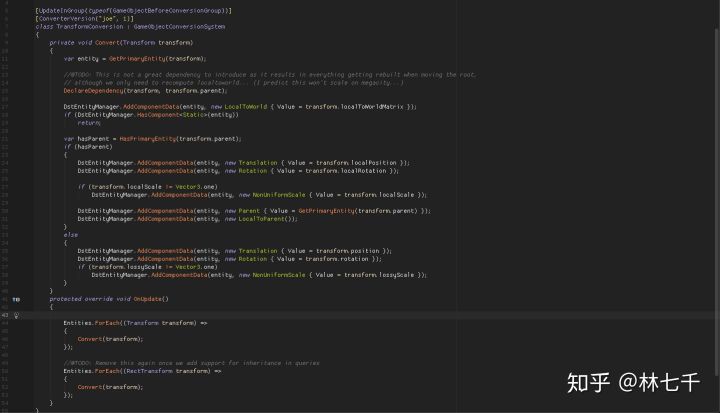 [UpdateInGroup(typeof(GameObjectBeforeConversionGroup))]
[ConverterVersion("joe", 1)]
class TransformConversion : GameObjectConversionSystem
{
private void Convert(Transform transform)
{
var entity = GetPrimaryEntity(transform);
//@TODO: This is not a great dependency to introduce as it results in everything getting rebuilt when moving the root,
// although we only need to recompute localtoworld... (I predict this won't scale on megacity...)
DeclareDependency(transform, transform.parent);
DstEntityManager.AddComponentData(entity, new LocalToWorld { Value = transform.localToWorldMatrix });
if (DstEntityManager.HasComponent<Static>(entity))
return;
var hasParent = HasPrimaryEntity(transform.parent);
if (hasParent)
{
DstEntityManager.AddComponentData(entity, new Translation { Value = transform.localPosition });
DstEntityManager.AddComponentData(entity, new Rotation { Value = transform.localRotation });
if (transform.localScale != Vector3.one)
DstEntityManager.AddComponentData(entity, new NonUniformScale { Value = transform.localScale });
DstEntityManager.AddComponentData(entity, new Parent { Value = GetPrimaryEntity(transform.parent) });
DstEntityManager.AddComponentData(entity, new LocalToParent());
}
else
{
DstEntityManager.AddComponentData(entity, new Translation { Value = transform.position });
DstEntityManager.AddComponentData(entity, new Rotation { Value = transform.rotation });
if (transform.lossyScale != Vector3.one)
DstEntityManager.AddComponentData(entity, new NonUniformScale { Value = transform.lossyScale });
}
}
protected override void OnUpdate()
{
Entities.ForEach((Transform transform) =>
{
Convert(transform);
});
//@TODO: Remove this again once we add support for inheritance in queries
Entities.ForEach((RectTransform transform) =>
{
Convert(transform);
});
}
知乎 @林七千